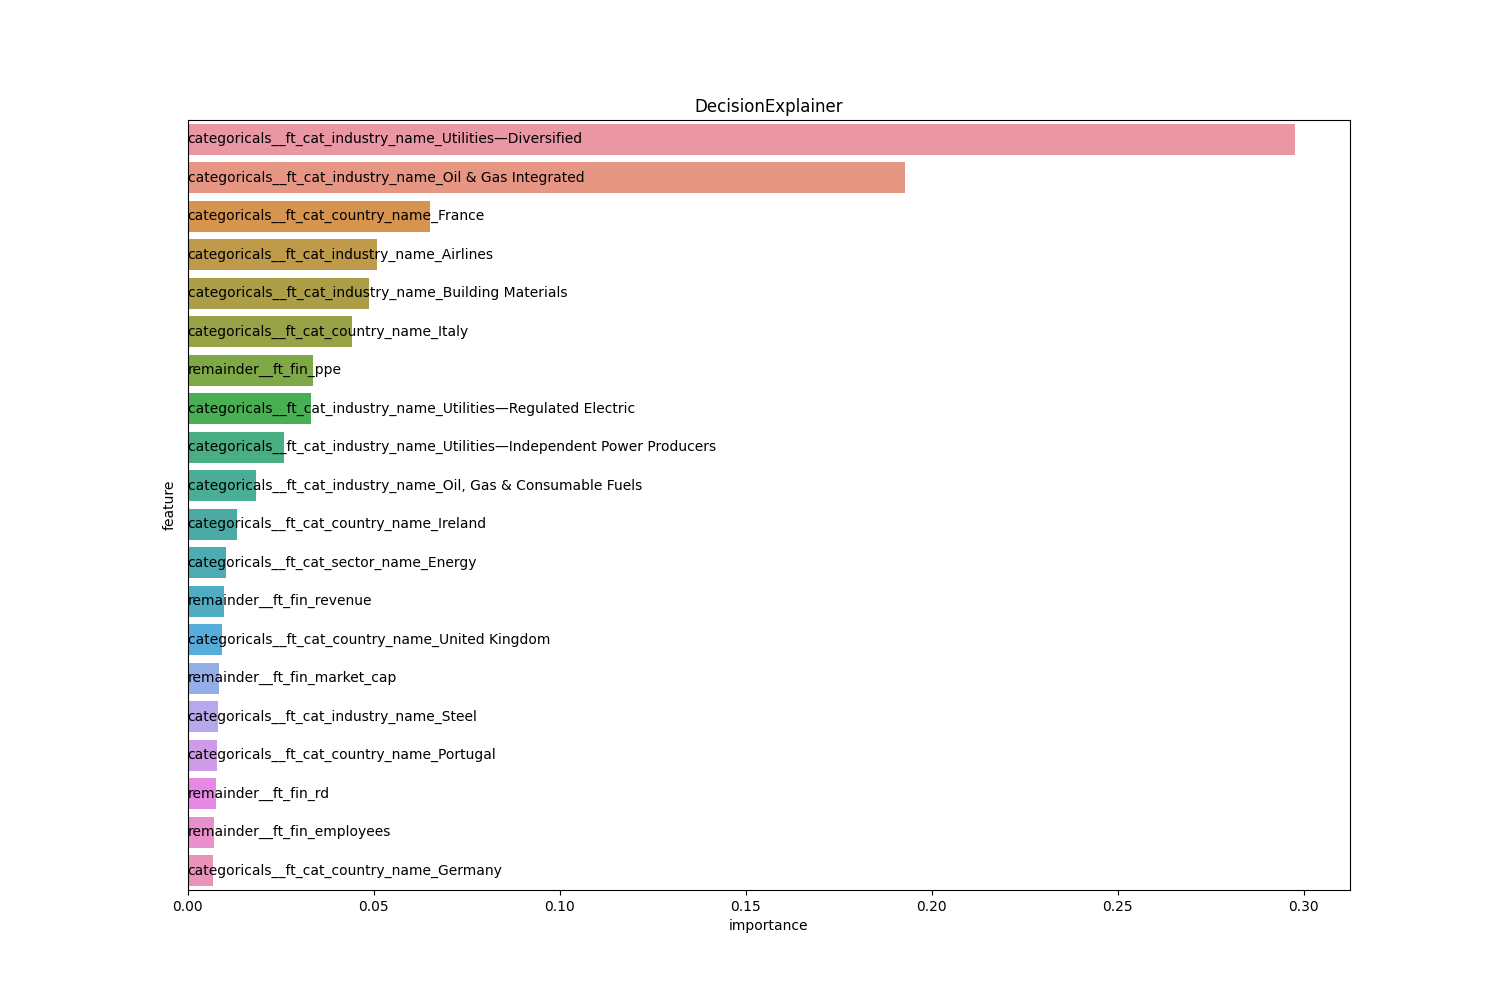 DecisionExplainer
categoricals__ft_cat_industry_name_Utilities—Diversified
categoricals__ft_cat_industry_name_Oil & Gas Integrated
categoricals__ft_cat_country_name_France
categoricals__ft_cat_industry_name_Airlines
categoricals__ft_cat_industry_name_Building Materials
categoricals__ft_cat_country_name_Italy
remainder__ft_fin_ppe
categoricals__ft_cat_industry_name_Utilities—Regulated Electric
categoricals__ft_cat_industry_name_Utilities—Independent Power Producers
categoricals__ft_cat_industry_name_Oil, Gas & Consumable Fuels
categoricals__ft_cat_country_name_Ireland
categoricals__ft_cat_sector_name_Energy
remainder__ft_fin_revenue
categoricals__ft_cat_country_name_United Kingdom
remainder__ft_fin_market_cap
categoricals__ft_cat_industry_name_Steel
categoricals__ft_cat_country_name_Portugal
remainder__ft_fin_rd
remainder__ft_fin_employees
categoricals__ft_cat_country_name_Germany
feature
0.00 0.05 0.10 0.15 0.20 0.25 0.30
importance